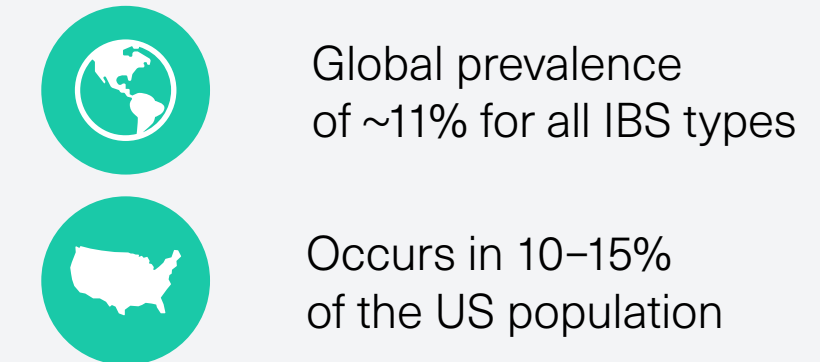 Global prevalence
of ~11% for all IBS types
Occurs in 10–15%
of the US population